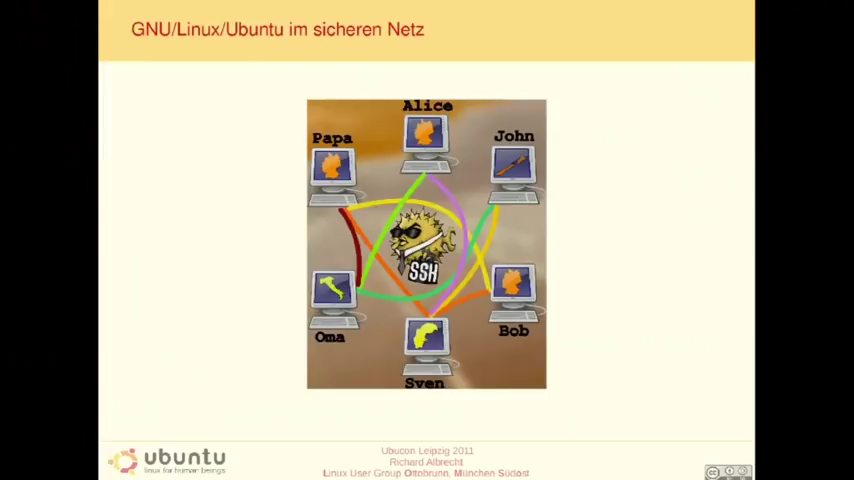 GNU/Linux/Ubuntu im sicheren Netz
Alice
Papa
John
SSH
Oma
Bob
Sven
ubuntu
linux for human beings
Ubucon Leipzig 2011
Richard Albrecht
Linux User Group Ottobrunn, München Südost
cc